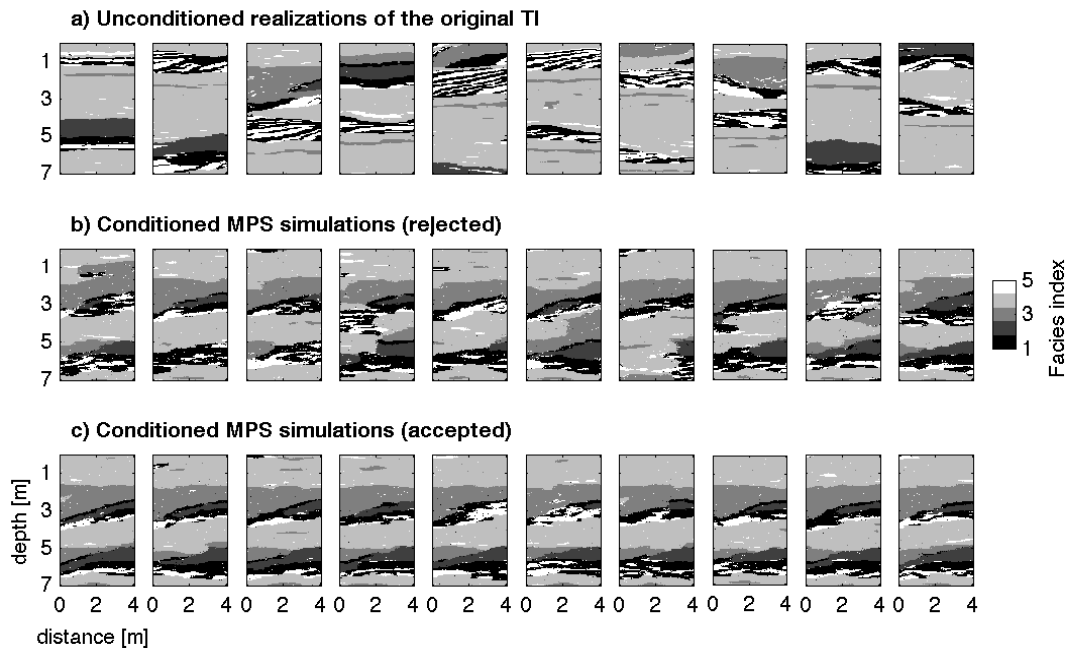 a) Unconditioned realizations of the original TI
1
3
5
7
b) Conditioned MPS simulations (rejected)
1
3
5
7
5
3
1
Facies index
c) Conditioned MPS simulations (accepted)
1
3
5
7
depth [m]
0 2 4 0 2 4 0 2 4 0 2 4 0 2 4 0 2 4 0 2 4 0 2 4 0 2 4 0 2 4
distance [m]